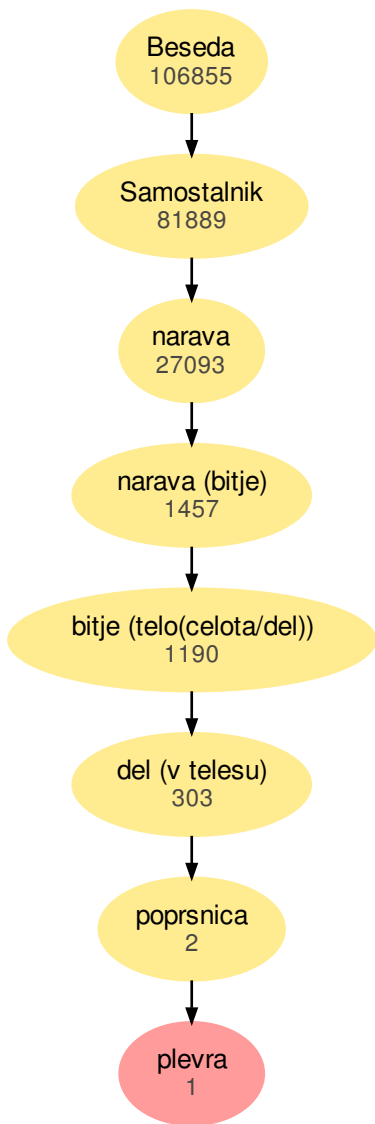 Beseda
106855
Samostalnik
81889
narava
27093
narava (bitje)
1457
bitje (telo(celota/del))
1190
del (v telesu)
303
poprsnica
2
plevra
1